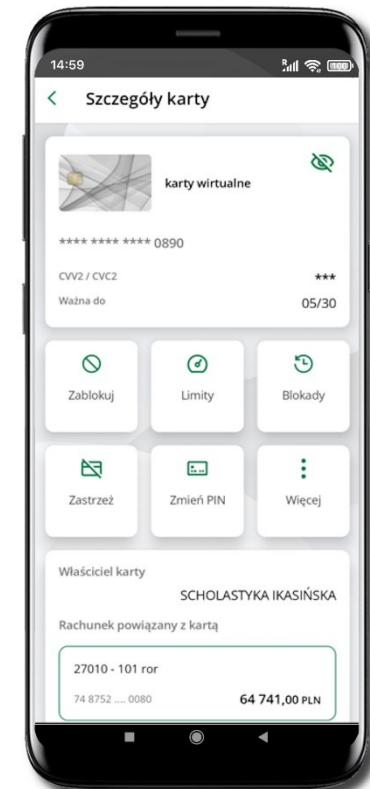 14:59
R 100
Szczegóły karty
karty wirtualne
**** **** **** 0890
CVV2 / CVC2 ***
Ważna do 05/30
Zablokuj Limity Blokady
Zastrzeż Zmień PIN Więcej
Właściciel karty
SCHOLASTYKA IKASIŃSKA
Rachunek powiązany z kartą
27010 - 101 ror
74 8752 .... 0080 64 741,00 PLN